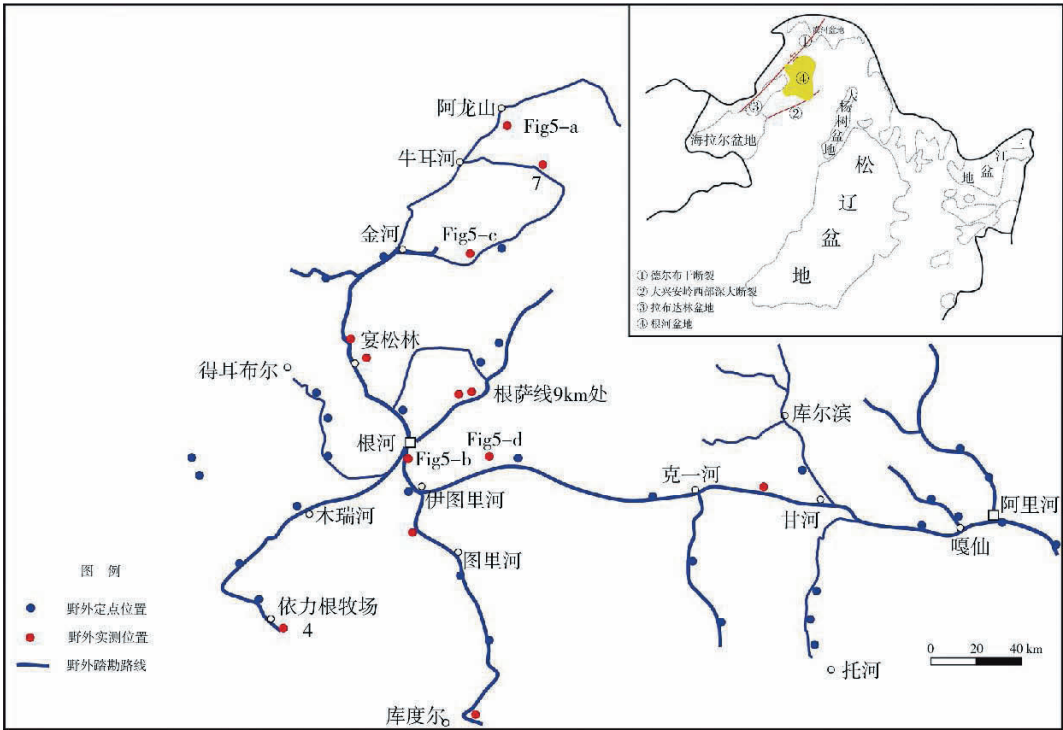 ①
漠河盆地
④
③
②
大杨树盆地
海拉尔盆地
三江盆地
松辽盆地
① 德尔布干断裂
② 大兴安岭西部深大断裂
③ 拉布达林盆地
④ 根河盆地
阿龙山
Fig5-a
牛耳河
7
金河
Fig5-c
宴松林
得耳布尔
根萨线9km处
库尔滨
根河
Fig5-b
Fig5-d
克一河
伊图里河
木瑞河
甘河
阿里河
嘎仙
图里河
图 例
野外定点位置
依力根牧场
4
野外实测位置
野外踏勘路线
0 20 40 km
托河
库度尔